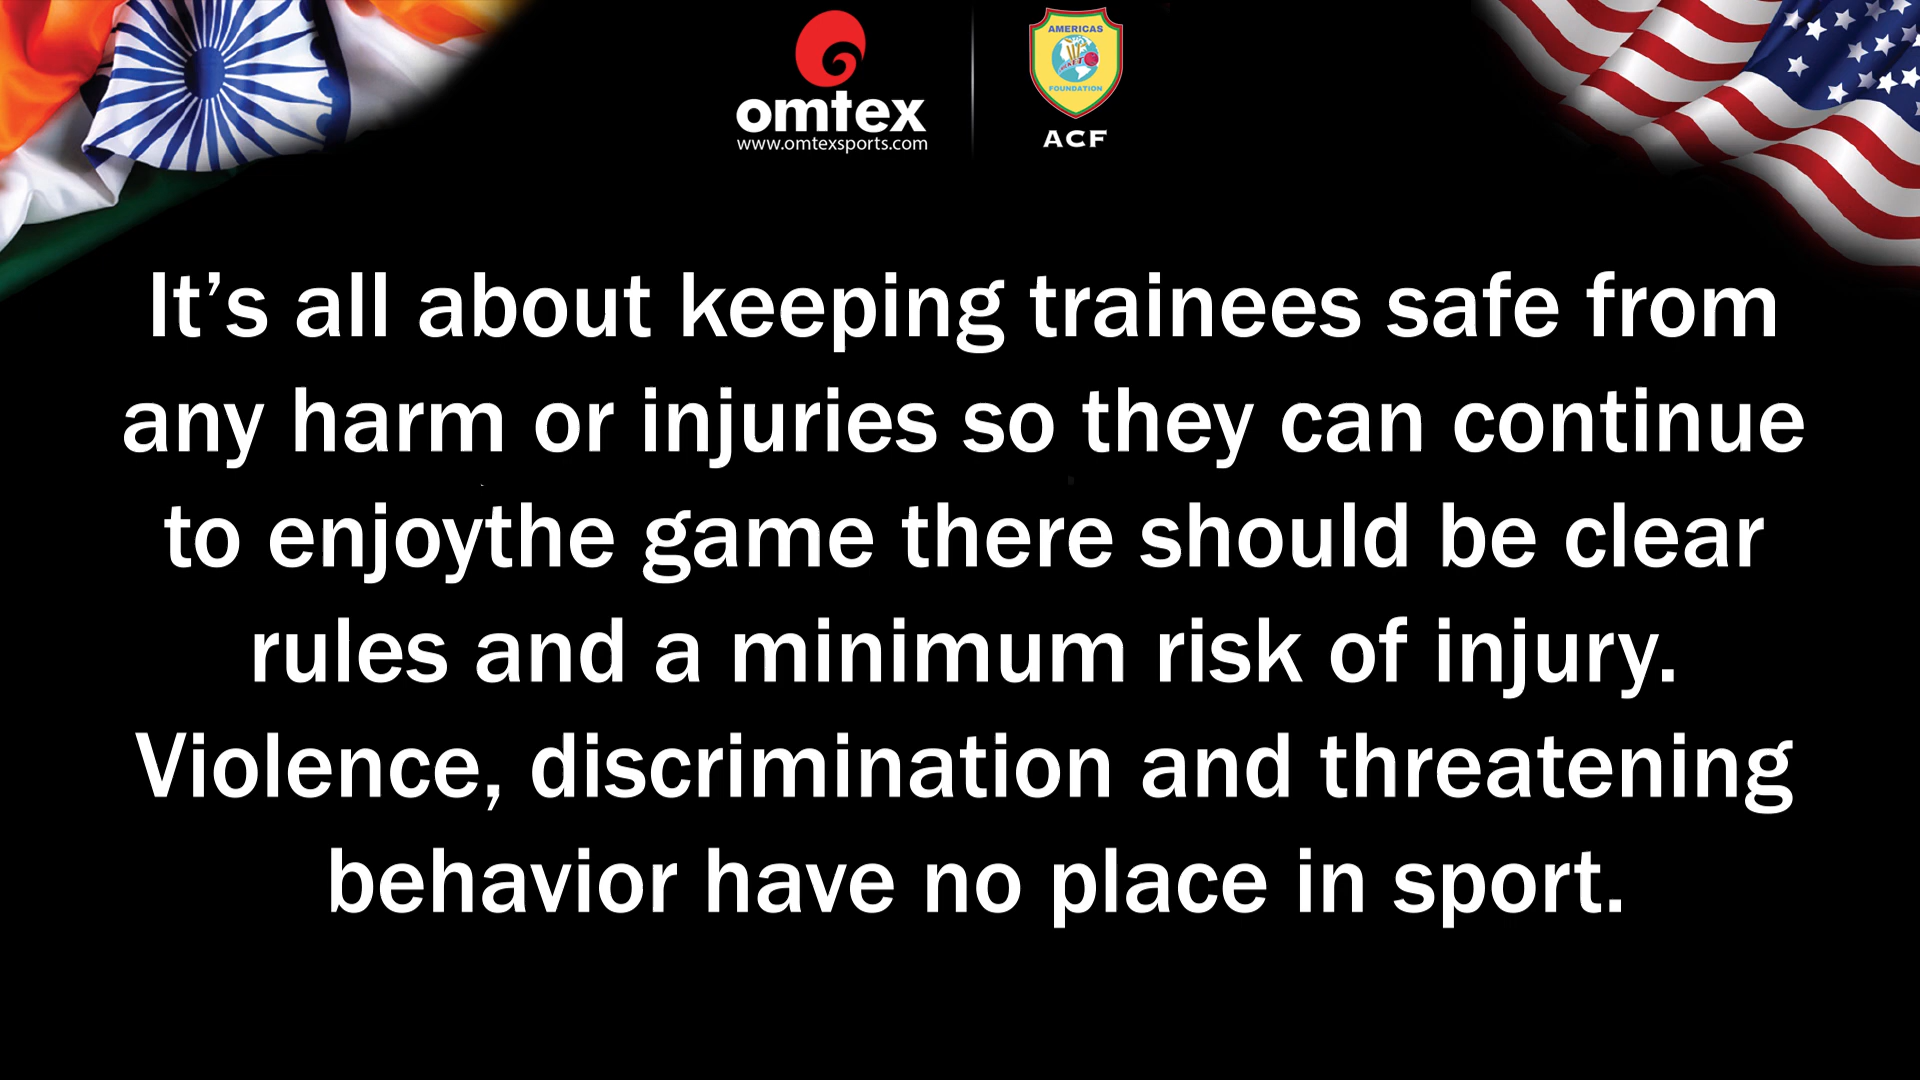 omtex
www.omtexsports.com
AMERICAS
CRICKET
FOUNDATION
ACF
It’s all about keeping trainees safe from
any harm or injuries so they can continue
to enjoythe game there should be clear
rules and a minimum risk of injury.
Violence, discrimination and threatening
behavior have no place in sport.